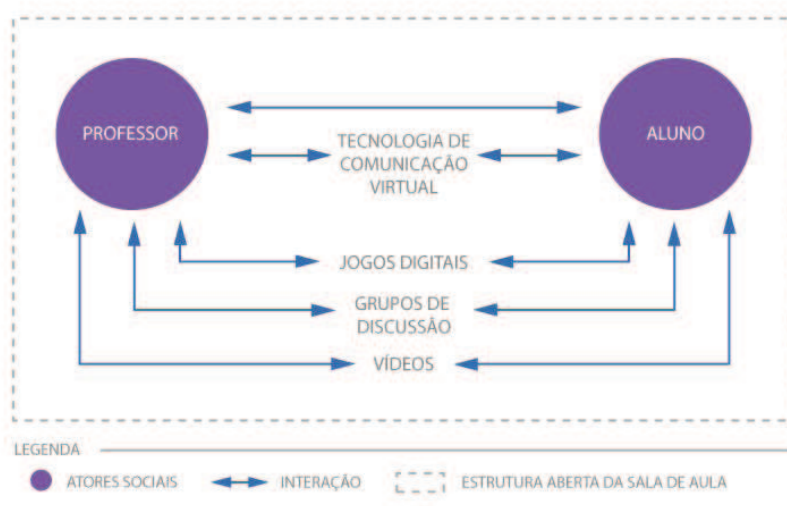 PROFESSOR
ALUNO
TECNOLOGIA DE
COMUNICAÇÃO
VIRTUAL
JOGOS DIGITAIS
GRUPOS DE
DISCUSSÃO
VÍDEOS
LEGENDA
ATORES SOCIAIS
INTERAÇÃO
ESTRUTURA ABERTA DA SALA DE AULA